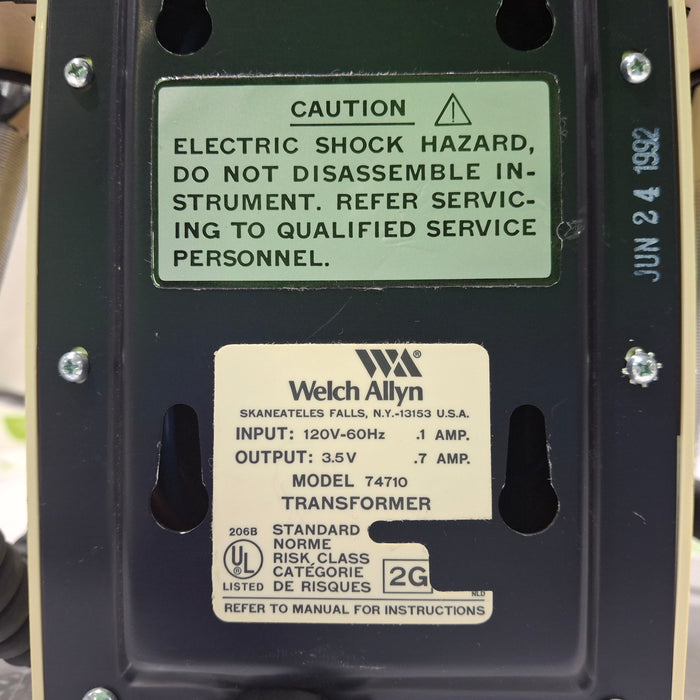 CAUTION
ELECTRIC SHOCK HAZARD,
DO NOT DISASSEMBLE IN-
STRUMENT. REFER SERVIC-
ING TO QUALIFIED SERVICE
PERSONNEL.
JUN 24 1992
WA®
Welch Allyn
SKANEATELES FALLS, N.Y.-13153 U.S.A.
INPUT: 120V-60Hz .1 AMP.
OUTPUT: 3.5V .7 AMP.
MODEL 74710
TRANSFORMER
206B
UL
LISTED
STANDARD
NORME
RISK CLASS
CATÉGORIE
DE RISQUES
2G
NLD
REFER TO MANUAL FOR INSTRUCTIONS